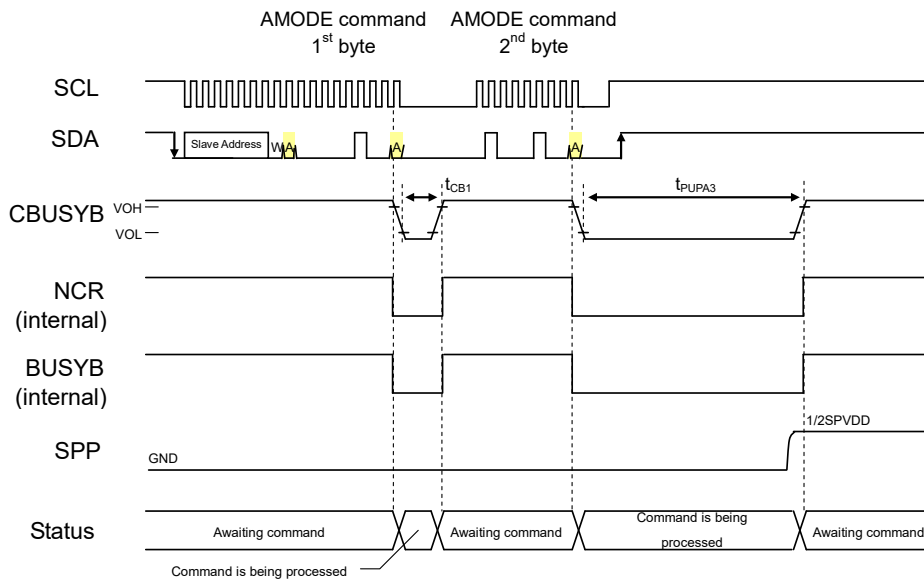 AMODE command
1st byte
AMODE command
2nd byte
SCL
SDA
Slave Address
W
A
A
A
CBUSYB
VOH
VOL
tCB1
tPUPA3
NCR
(internal)
BUSYB
(internal)
SPP
GND
1/2SPVDD
Status
Awaiting command
Awaiting command
Command is being
processed
Awaiting command
Command is being processed